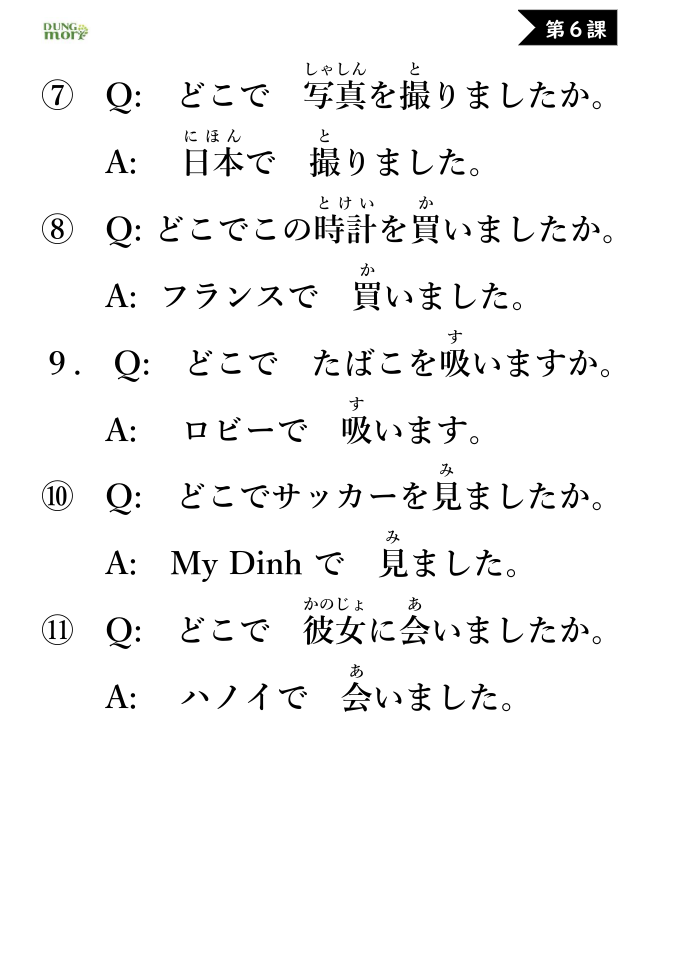 DUNG mori
第６課
⑦ Q: どこで 写真を撮りましたか。
しゃしん と
A: 日本で 撮りました。
にほん と
⑧ Q: どこでこの時計を買いましたか。
とけい か
A: フランスで 買いました。
か
９. Q: どこで たばこを吸いますか。
す
A: ロビーで 吸います。
す
⑩ Q: どこでサッカーを見ましたか。
み
A: My Dinh で 見ました。
み
⑪ Q: どこで 彼女に会いましたか。
かのじょ あ
A: ハノイで 会いました。
あ